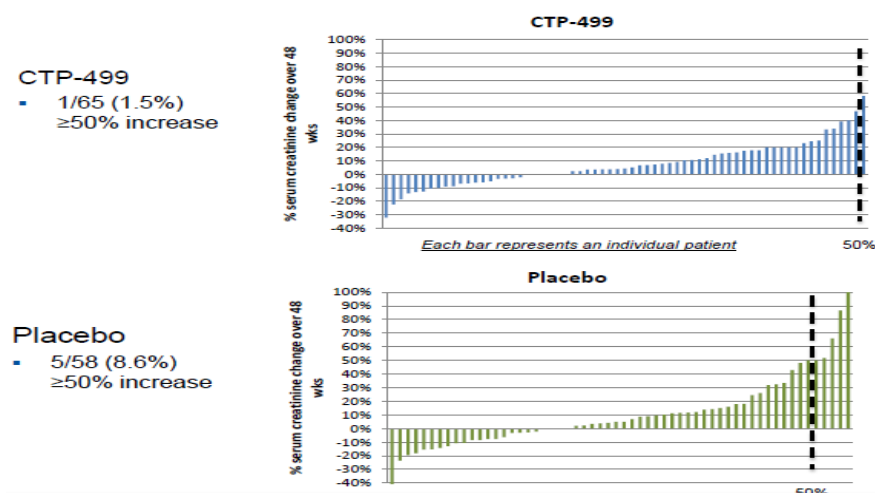 CTP-499
CTP-499
▪ 1/65 (1.5%)
≥50% increase
% serum creatinine change over 48
wks
100%
90%
80%
70%
60%
50%
40%
30%
20%
10%
0%
-10%
-20%
-30%
-40%
Each bar represents an individual patient
50%
Placebo
Placebo
▪ 5/58 (8.6%)
≥50% increase
% serum creatinine change over 48
wks
100%
90%
80%
70%
60%
50%
40%
30%
20%
10%
0%
-10%
-20%
-30%
-40%
50%